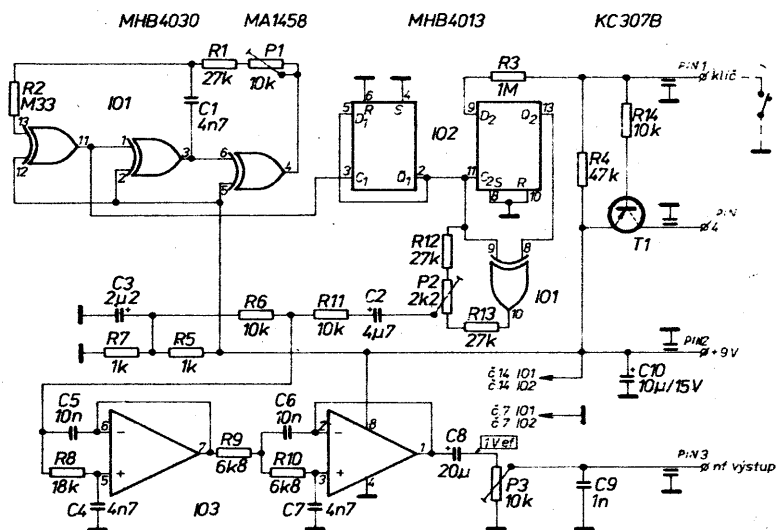 MHB4030 MA1458 MHB4013 KC307B
R1
27k
P1
10k
R2
M33
IO1
C1
4n7
13
12
11
1
2
3
6
5
4
R3
1M
6
4
R
S
5
D1
IO2
3
C1
Q1
2
9
D2
Q2
13
11
C2
S
R
8
10
PIN 1
klíč
R14
10k
R4
47k
T1
PIN
4
R12
27k
P2
2k2
R13
27k
9
8
IO1
10
C3
2μ2
+
R6
10k
R11
10k
C2
+
4μ7
R7
1k
R5
1k
PIN2
+9V
č.14 IO1
č.14 IO2
č.7 IO1
č.7 IO2
+
C10
10μ/15V
C5
10n
6
−
7
R8
18k
+
5
C4
4n7
IO3
R9
6k8
C6
10n
2
−
8
1
R10
6k8
+
3
4
C7
4n7
C8
+
20μ
1Vef
P3
10k
C9
1n
PIN 3
nf výstup